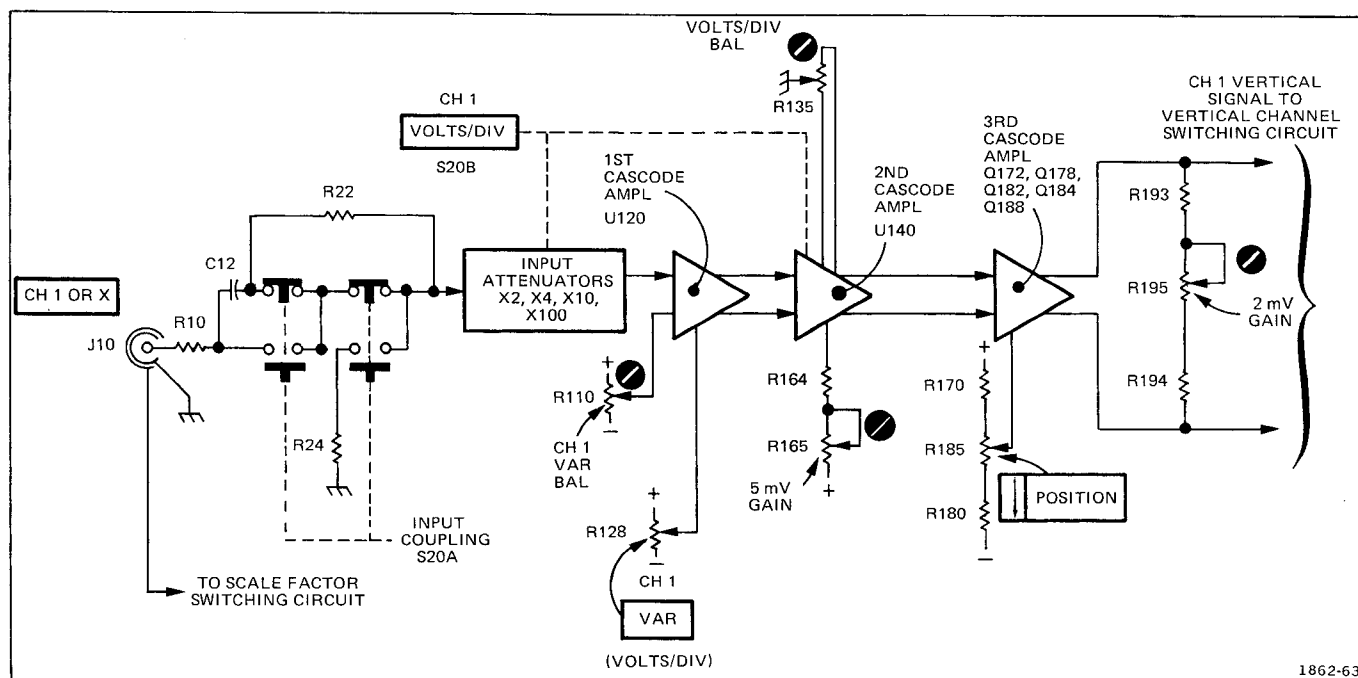 VOLTS/DIV
BAL
R135
CH 1 VERTICAL
SIGNAL TO
VERTICAL CHANNEL
SWITCHING CIRCUIT
CH 1
VOLTS/DIV
S20B
1ST
CASCODE
AMPL
U120
2ND
CASCODE
AMPL
U140
3RD
CASCODE
AMPL
Q172, Q178,
Q182, Q184
Q188
R22
C12
CH 1 OR X
J10
R10
R24
INPUT
ATTENUATORS
X2, X4, X10,
X100
R193
R195
2 mV
GAIN
R194
+
R110
−
CH 1
VAR
BAL
R164
R165
+
5 mV
GAIN
+
R170
R185
R180
−
↓ POSITION
INPUT
COUPLING
S20A
+
R128
−
CH 1
VAR
(VOLTS/DIV)
TO SCALE FACTOR
SWITCHING CIRCUIT
1862-63